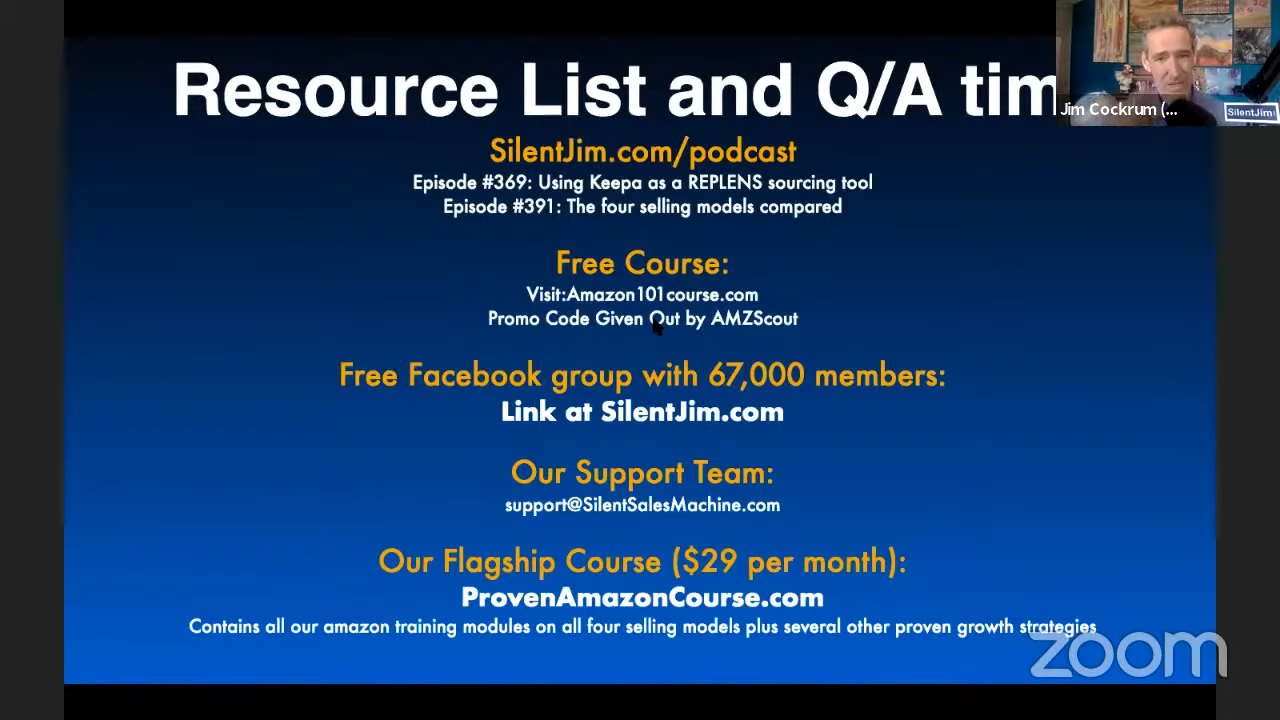 Resource List and Q/A tim
Jim Cockrum (...
SilentJim
SilentJim.com/podcast
Episode #369: Using Keepa as a REPLENS sourcing tool
Episode #391: The four selling models compared
Free Course:
Visit:Amazon101course.com
Promo Code Given Out by AMZScout
Free Facebook group with 67,000 members:
Link at SilentJim.com
Our Support Team:
support@SilentSalesMachine.com
Our Flagship Course ($29 per month):
ProvenAmazonCourse.com
Contains all our amazon training modules on all four selling models plus several other proven growth strategies
zoom